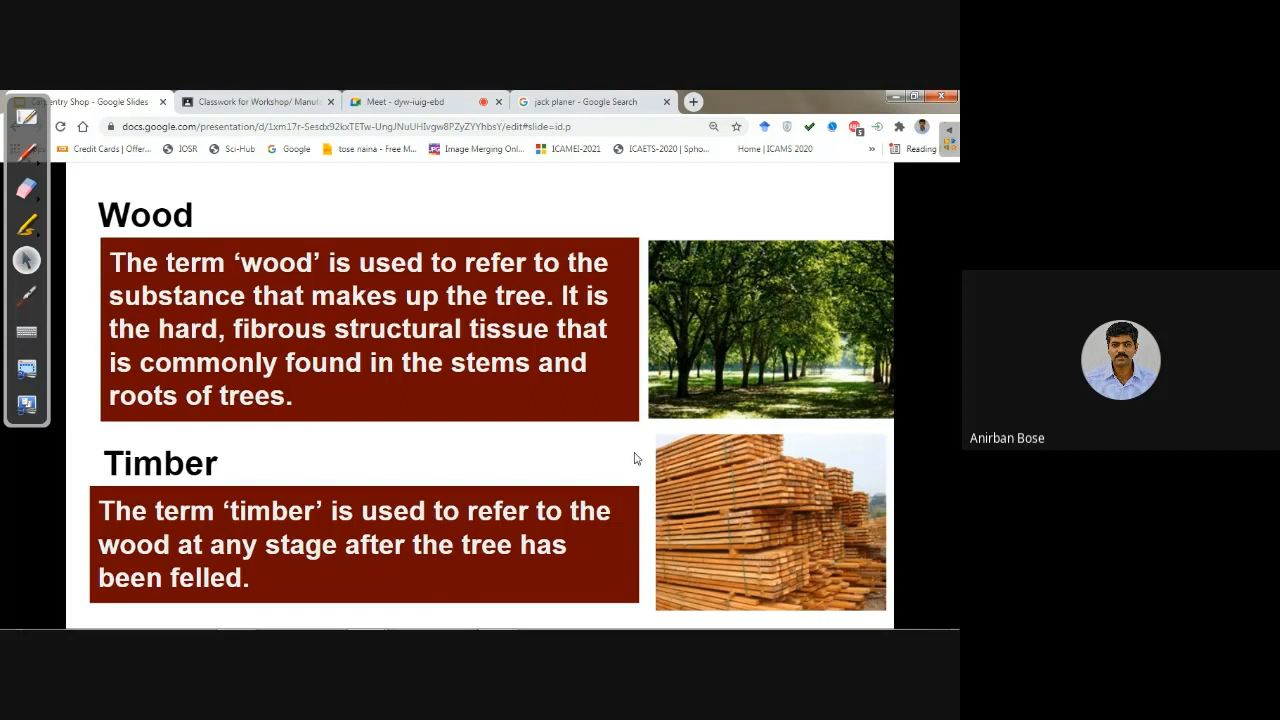 Carpentry Shop - Google Slides
Classwork for Workshop/ Manufa
Meet - dyw-iuig-ebd
jack planer - Google Search
docs.google.com/presentation/d/1xm17r-Sesdx92kxTETw-UngJNuUHIvgw8PZyZYYhbsY/edit#slide=id.p
Credit Cards | Offer...
IOSR
Sci-Hub
Google
tose naina - Free M...
Image Merging Onl...
ICAMEI-2021
ICAETS-2020 | Spho...
Home | ICAMS 2020
»
Reading
Wood
The term ‘wood’ is used to refer to the
substance that makes up the tree. It is
the hard, fibrous structural tissue that
is commonly found in the stems and
roots of trees.
Timber
The term ‘timber’ is used to refer to the
wood at any stage after the tree has
been felled.
Anirban Bose